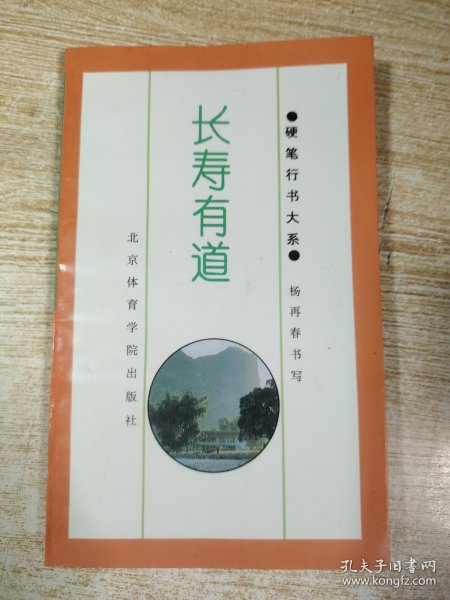 ●硬笔行书大系●
杨再春书写
长寿有道
北京体育学院出版社
孔夫子旧书网
www.kongfz.com